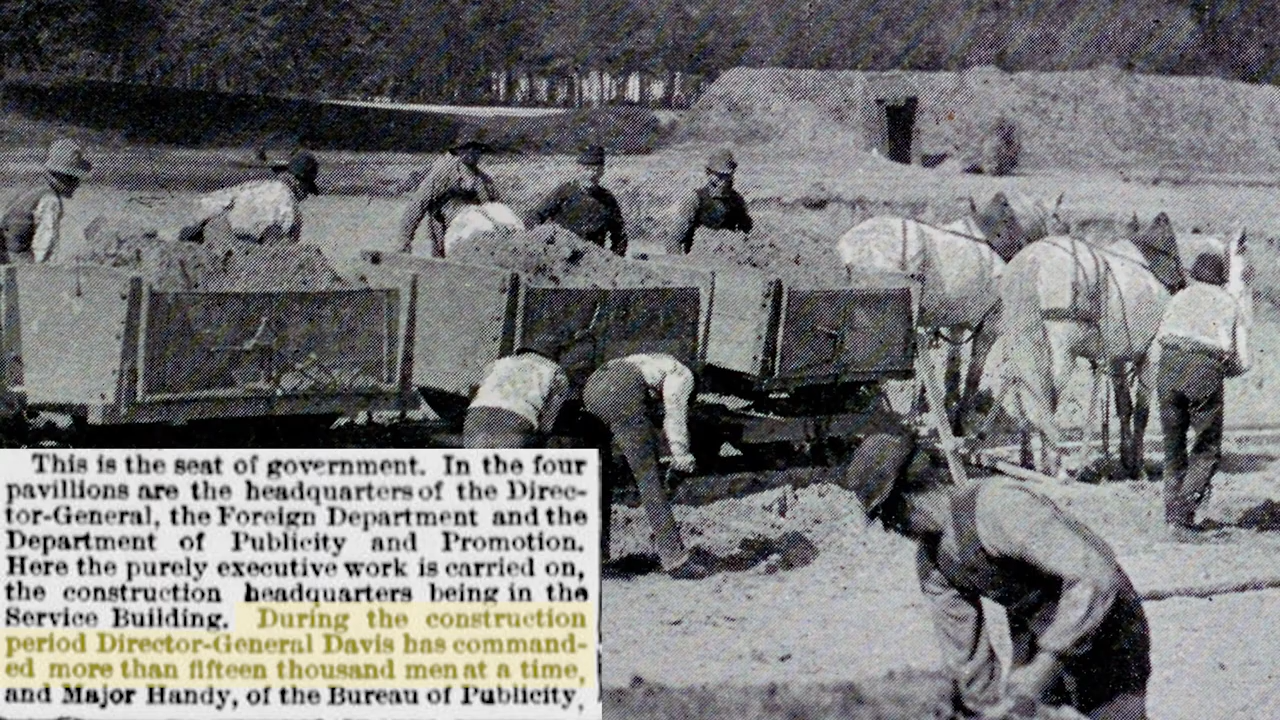 This is the seat of government. In the four
pavillions are the headquarters of the Direc-
tor-General, the Foreign Department and the
Department of Publicity and Promotion.
Here the purely executive work is carried on,
the construction headquarters being in the
Service Building. During the construction
period Director-General Davis has command-
ed more than fifteen thousand men at a time,
and Major Handy, of the Bureau of Publicity,